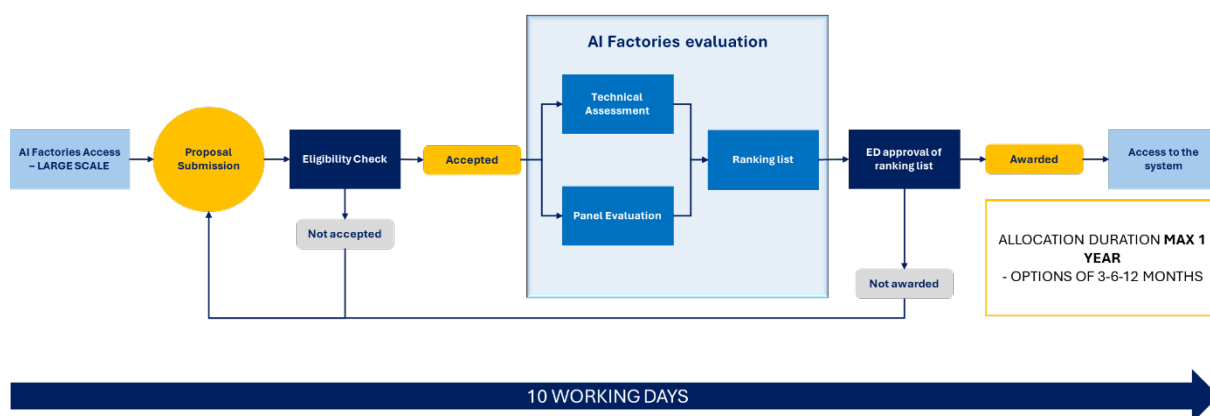 AI Factories evaluation
AI Factories Access
– LARGE SCALE
Proposal
Submission
Eligibility Check
Accepted
Not accepted
Technical
Assessment
Panel Evaluation
Ranking list
ED approval of
ranking list
Awarded
Not awarded
Access to the
system
ALLOCATION DURATION MAX 1
YEAR
- OPTIONS OF 3-6-12 MONTHS
10 WORKING DAYS